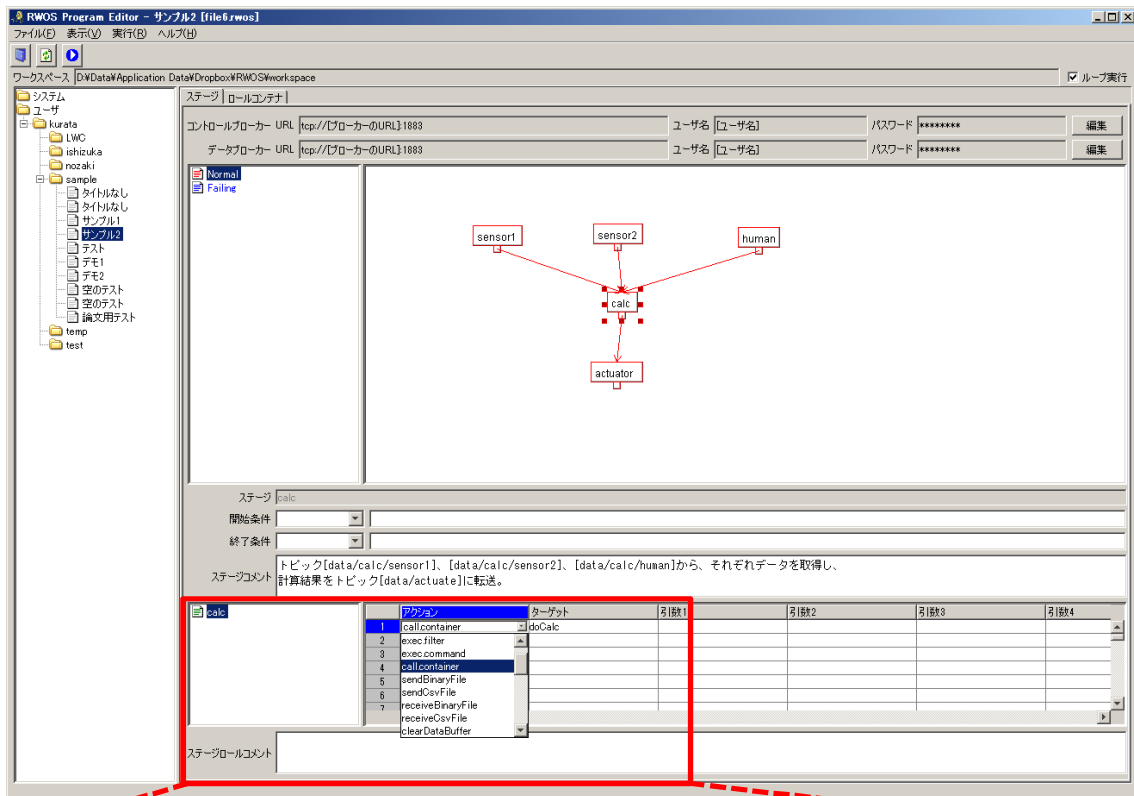 RWOS Program Editor - サンプル2 [file6.rwos]
ファイル(F) 表示(V) 実行(R) ヘルプ(H)
ワークスペース D:¥Data¥Application Data¥Dropbox¥RWOS¥workspace ループ実行
システム
ユーザ
kurata
LWC
ishizuka
nozaki
sample
タイトルなし
タイトルなし
サンプル1
サンプル2
テスト
デモ1
デモ2
空のテスト
空のテスト
論文用テスト
temp
test
ステージ ロールコンテナ
コントロールブローカー URL tcp://[ブローカーのURL]:1883 ユーザ名 [ユーザ名] パスワード ******** 編集
データブローカー URL tcp://[ブローカーのURL]:1883 ユーザ名 [ユーザ名] パスワード ******** 編集
Normal
Failing
sensor1
sensor2
human
calc
actuator
ステージ calc
開始条件
終了条件
ステージコメント
トピック[data/calc/sensor1]、[data/calc/sensor2]、[data/calc/human]から、それぞれデータを取得し、
計算結果をトピック[data/actuate]に転送。
calc
アクション ターゲット 引数1 引数2 引数3 引数4
1 call.container doCalc
2 exec.filter
3 exec.command
4 call.container
5 sendBinaryFile
6 sendCsvFile
7 receiveBinaryFile
receiveCsvFile
clearDataBuffer
ステージロールコメント